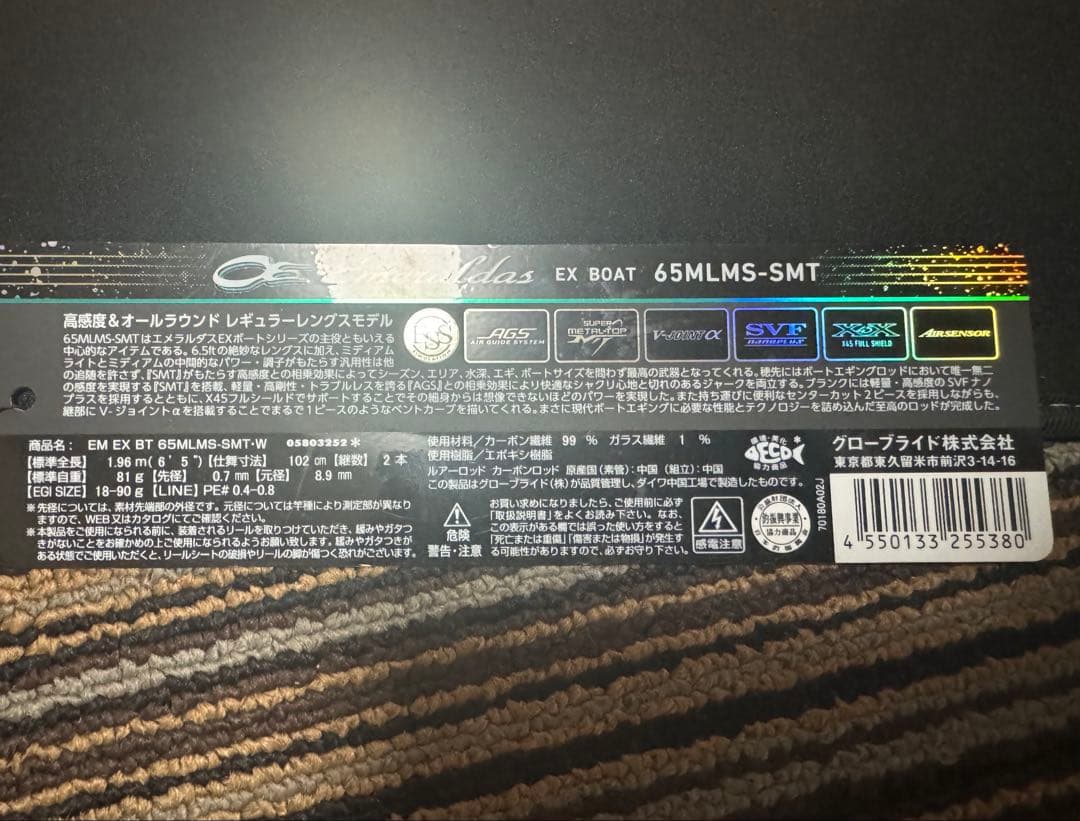 Emeraldas EX BOAT 65MLMS-SMT
高感度&オールラウンド レギュラーレングスモデル
65MLMS-SMTはエメラルダスEXボートシリーズの主役ともいえる
中心的なアイテムである。6.5ftの絶妙なレングスに加え、ミディアム
ライトとミディアムの中間的なパワー・調子がもたらす汎用性は他
の追随を許さず、『SMT』がもたらす高感度との相乗効果によってシーズン、エリア、水深、エギ、ボートサイズを問わず最高の武器となってくれる。穂先にはボートエギングロッドにおいて唯一無二
の感度を実現する『SMT』を搭載、軽量・高剛性・トラブルレスを誇る『AGS』との相乗効果により快適なシャクリ心地と切れのあるジャークを両立する。ブランクには軽量・高感度のSVFナノ
プラスを採用するとともに、X45フルシールドでサポートすることでその細身からは想像できないほどのパワーを実現した。また持ち運びに便利なセンターカット2ピースを採用しながらも、
継部にV-ジョイントαを搭載することでまるで1ピースのようなベントカーブを描いてくれる。まさに現代ボートエギングに必要な性能とテクノロジーを詰め込んだ至高のロッドが完成した。
AGS
AIR GUIDE SYSTEM
SUPER
METAL-TOP
SMT
V-JOINT α
SVF
NANOPLUS
X45X
X45 FULL SHIELD
AIRSENSOR
商品名: EM EX BT 65MLMS-SMT・W 05803252*
【標準全長】 1.96m(6'5")【仕舞寸法】 102cm【継数】 2本
【標準自重】 81g【先径】 0.7mm【元径】 8.9mm
【EGI SIZE】 18-90g【LINE】PE# 0.4-0.8
※先径については、素材先端部の外径です。元径については竿種により測定部が異なり
ますので、WEB又はカタログにてご確認ください。
※本製品をご使用になられる前に、装着されるリールを取りつけていただき、緩みやガタつ
きがないことをお確かめの上ご使用になられるようお願い致します。緩みやガタつきが
ある状態でご使用いただくと、リールシートの破損やリールの脚が傷つく恐れがございます。
使用材料/カーボン繊維 99% ガラス繊維 1%
使用樹脂/エポキシ樹脂
ルアーロッド カーボンロッド 原産国(素管):中国(組立):中国
この製品はグローブライド(株)が品質管理し、ダイワ中国工場で製造したものです。
危険
警告・注意
お買い求めになりましたら、ご使用前に必ず
「取扱説明書」をよくお読み下さい。なお、
この表示がある欄では誤った使い方をすると
「死亡または重傷」「傷害または物損」が発生す
る可能性がありますので、必ずお守り下さい。
感電注意
環境・美化
DECO
協力商品
協力商品
グローブライド株式会社
東京都東久留米市前沢3-14-16
70180A02J
4 550133 255380